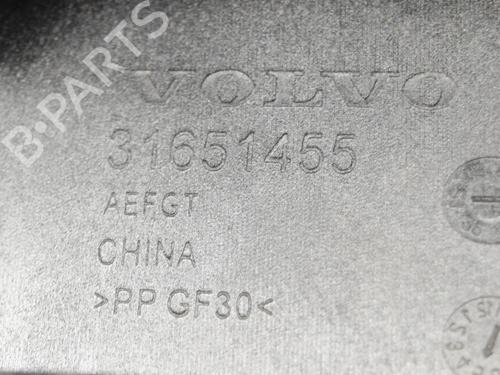 B-PARTS
VOLVO
31651455
AEFGT
CHINA
>PP GF30<